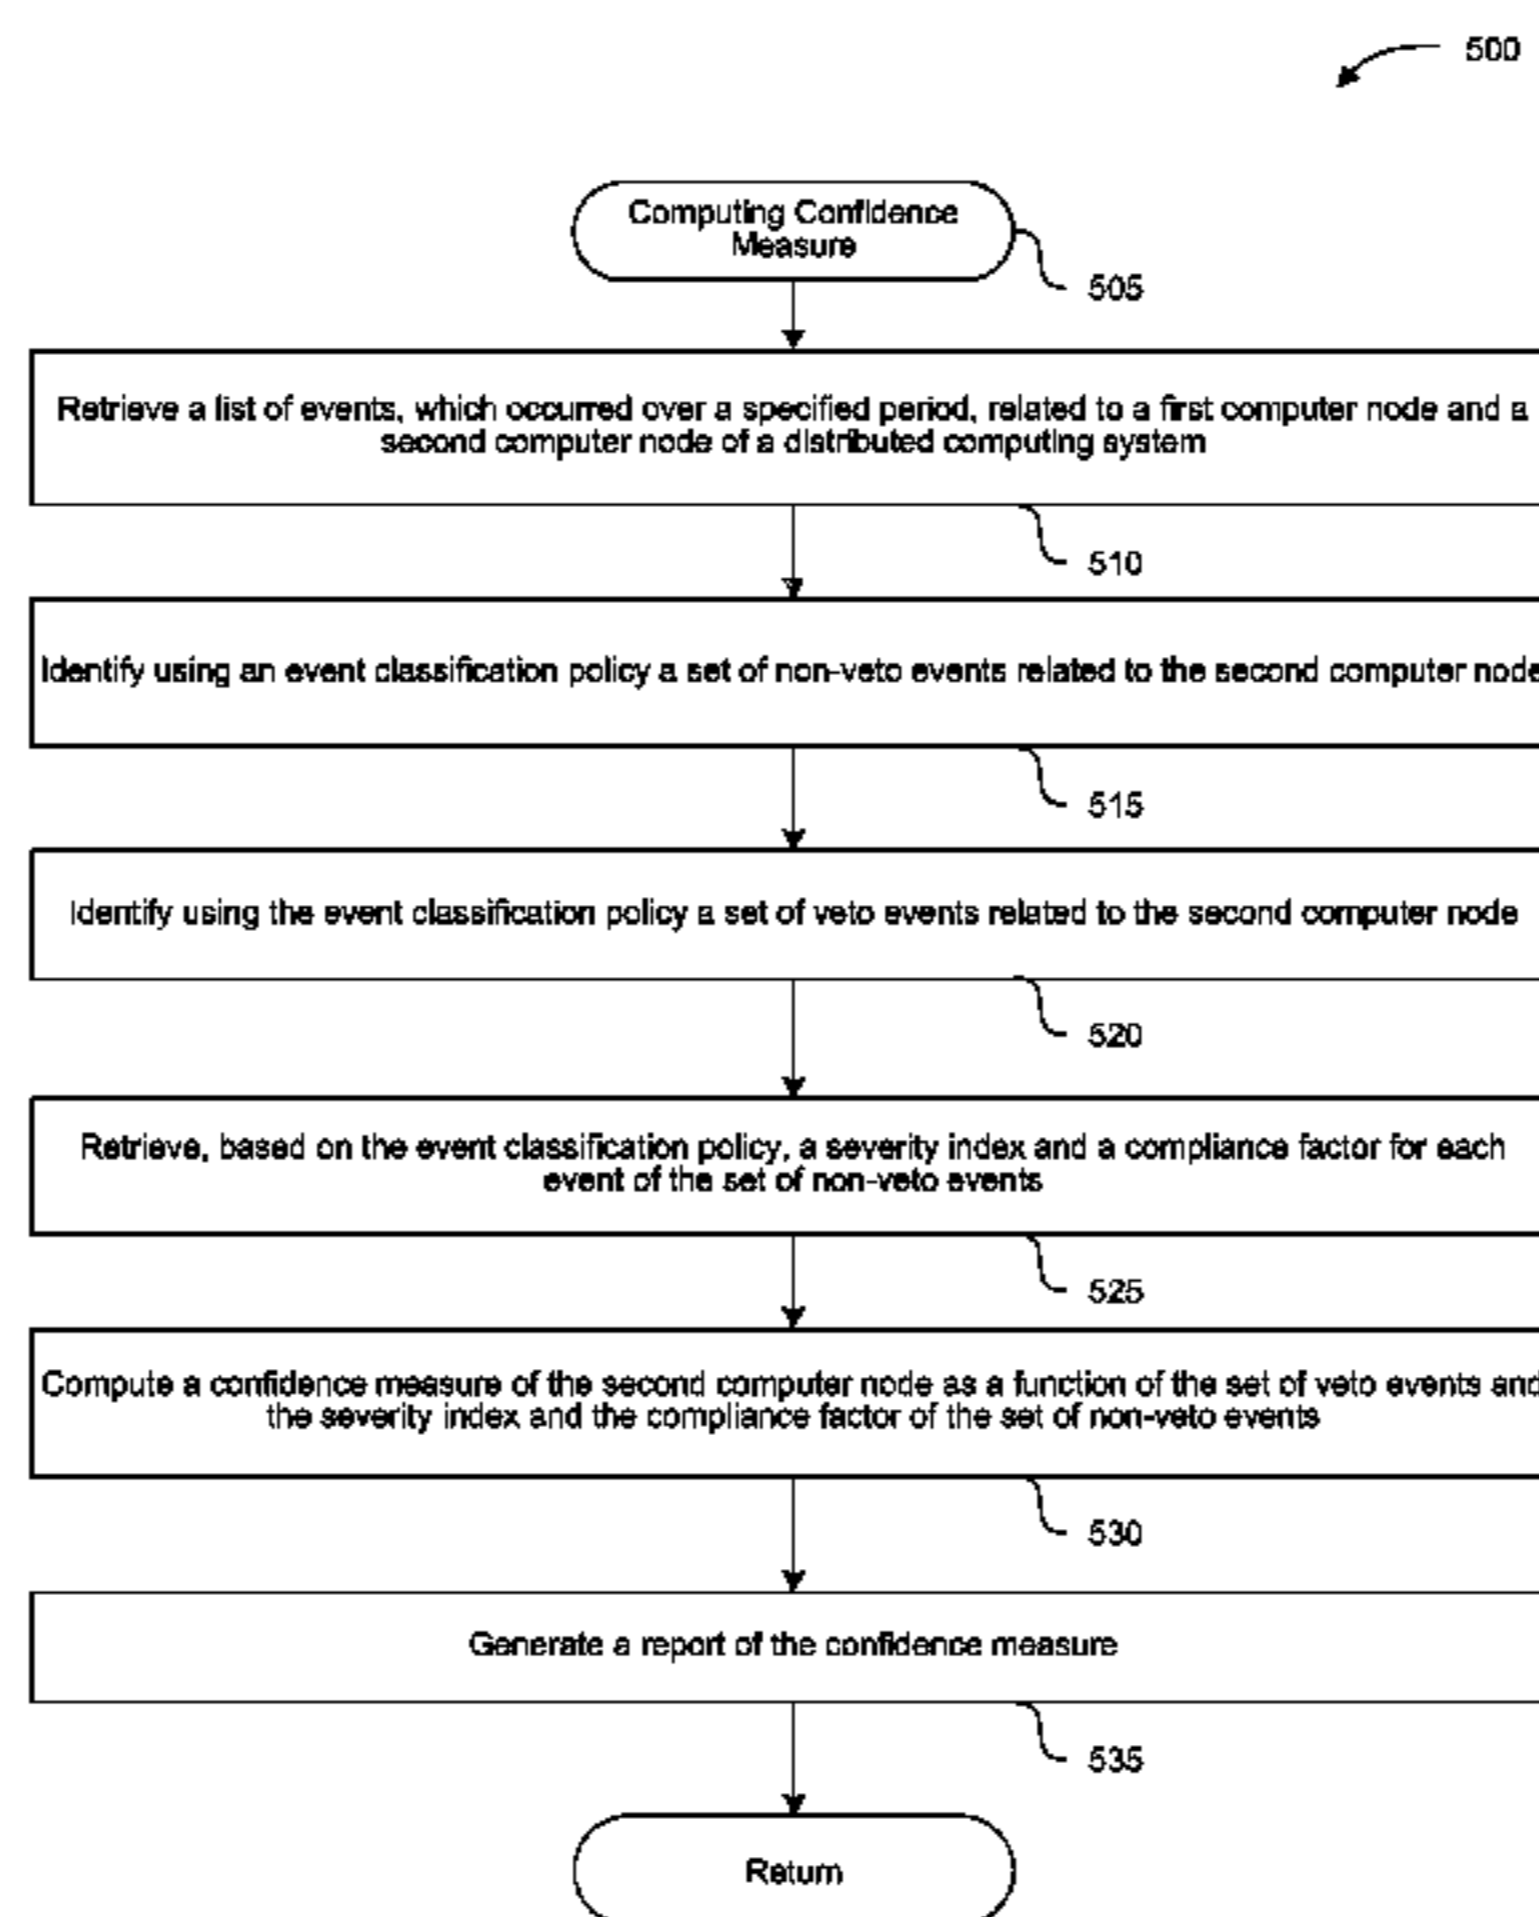 500
Computing Confidence
Measure
505
Retrieve a list of events, which occurred over a specified period, related to a first computer node and a
second computer node of a distributed computing system
510
Identify using an event classification policy a set of non-veto events related to the second computer node
515
Identify using the event classification policy a set of veto events related to the second computer node
520
Retrieve, based on the event classification policy, a severity index and a compliance factor for each
event of the set of non-veto events
525
Compute a confidence measure of the second computer node as a function of the set of veto events and
the severity index and the compliance factor of the set of non-veto events
530
Generate a report of the confidence measure
535
Return